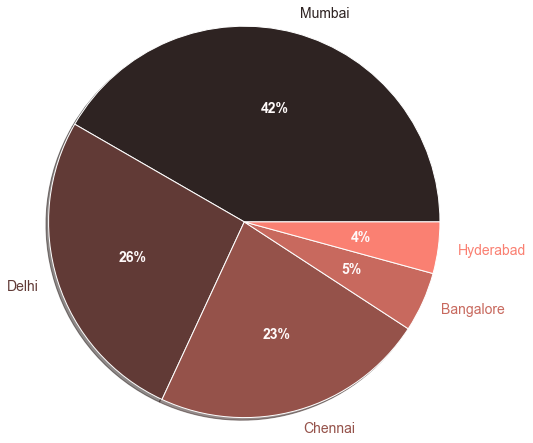 Mumbai
42%
4%
Hyderabad
26%
5%
Delhi
Bangalore
23%
Chennai